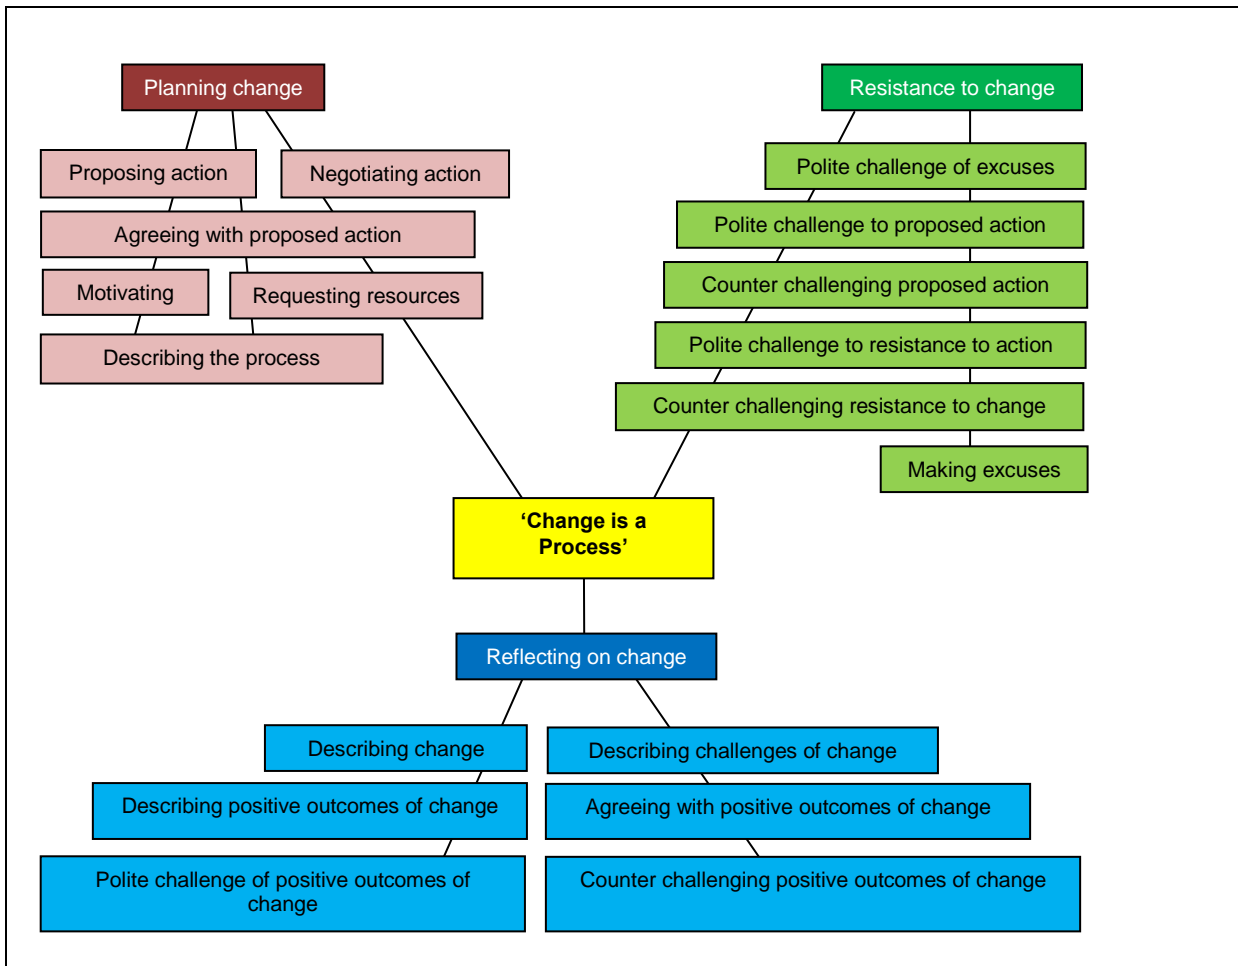 Planning change
Proposing action
Negotiating action
Agreeing with proposed action
Motivating
Requesting resources
Describing the process
Resistance to change
Polite challenge of excuses
Polite challenge to proposed action
Counter challenging proposed action
Polite challenge to resistance to action
Counter challenging resistance to change
Making excuses
‘Change is a
Process’
Reflecting on change
Describing change
Describing challenges of change
Describing positive outcomes of change
Agreeing with positive outcomes of change
Polite challenge of positive outcomes of
change
Counter challenging positive outcomes of change